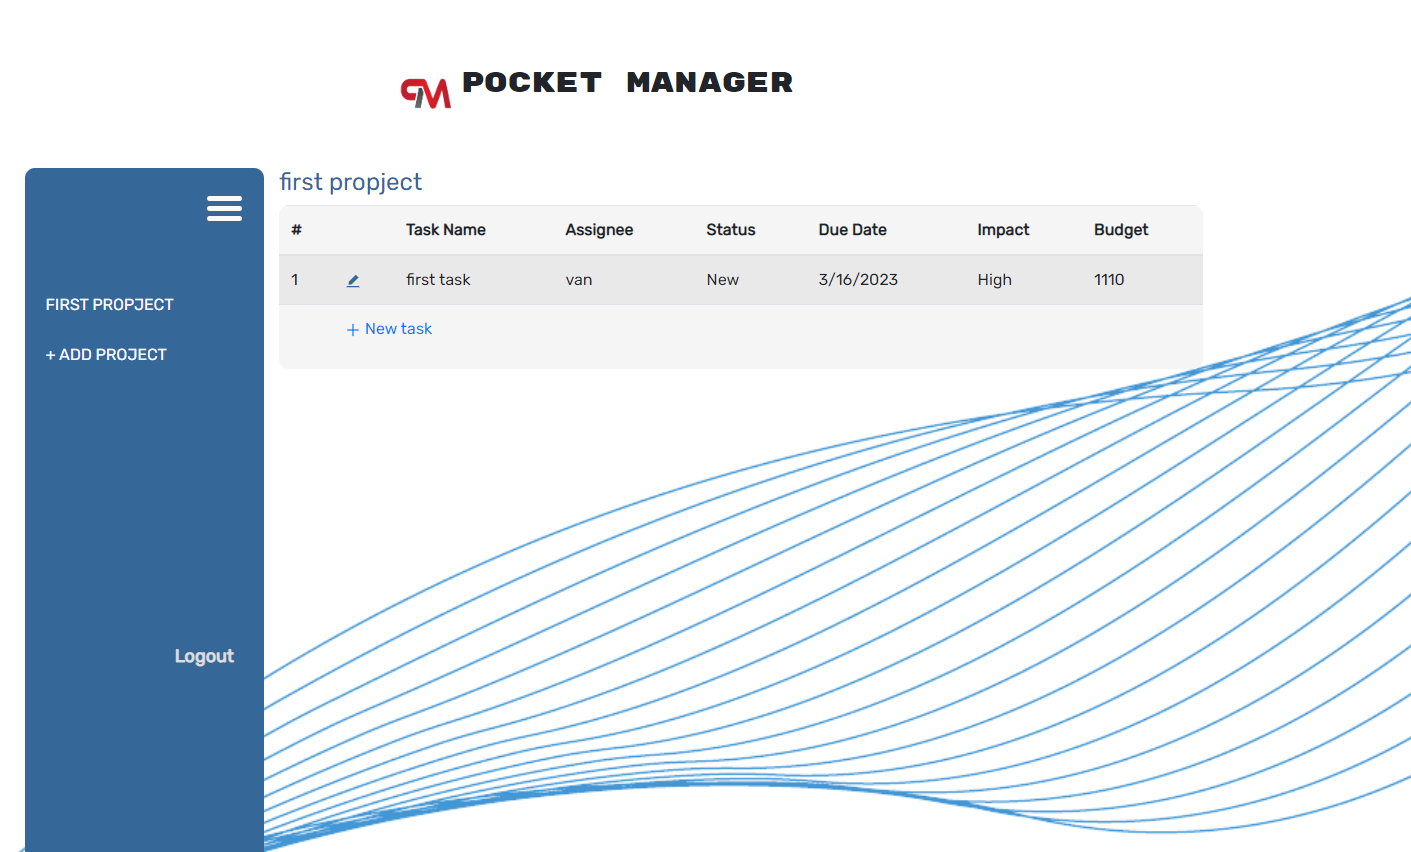 PM POCKET MANAGER
first propject
# Task Name Assignee Status Due Date Impact Budget
1 first task van New 3/16/2023 High 1110
+ New task
FIRST PROPJECT
+ ADD PROJECT
Logout